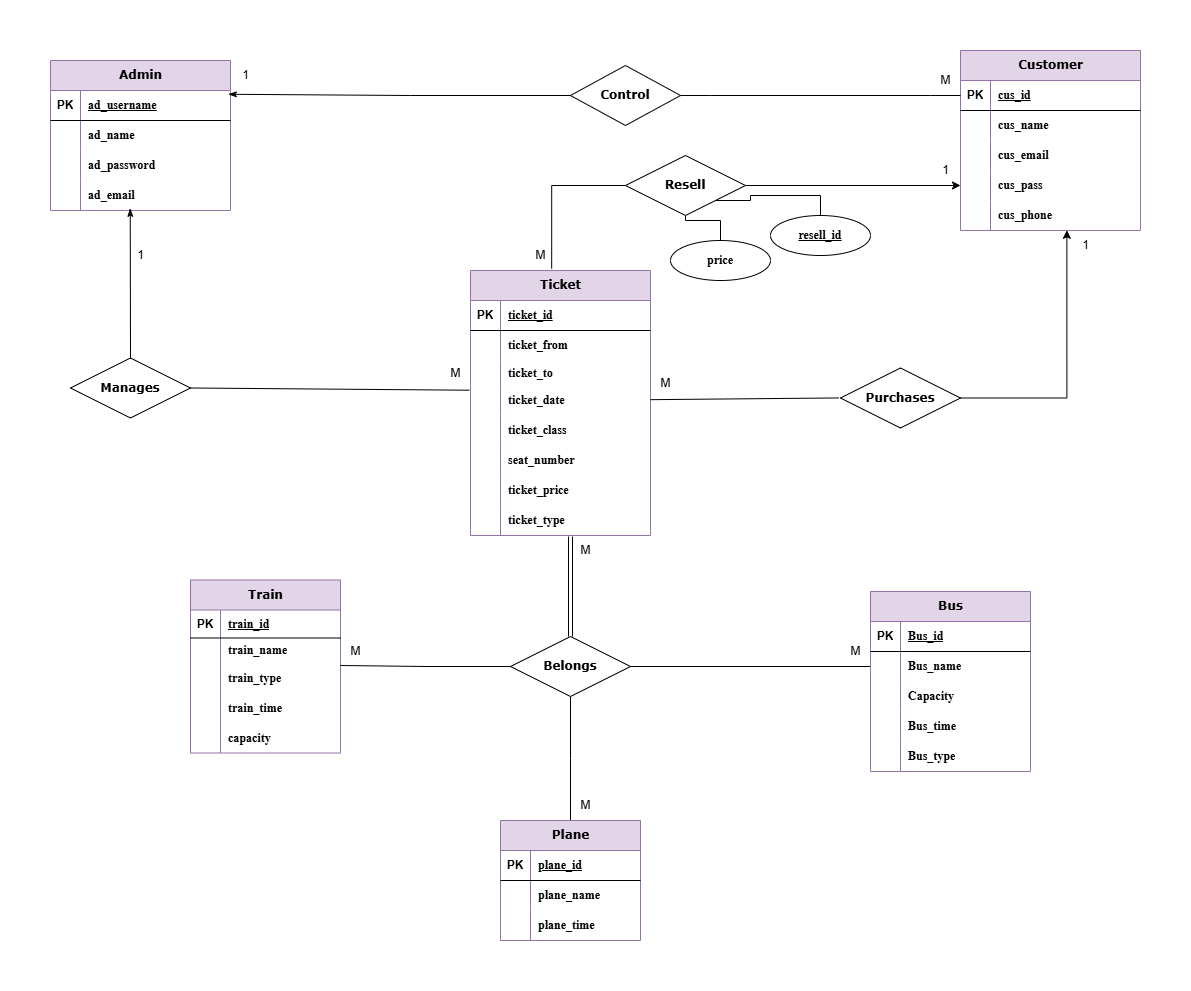 Admin
PK ad_username
ad_name
ad_password
ad_email
1
Control
M
Customer
PK cus_id
cus_name
cus_email
cus_pass
cus_phone
Resell
1
resell_id
price
M
1
1
Ticket
PK ticket_id
ticket_from
ticket_to
ticket_date
ticket_class
seat_number
ticket_price
ticket_type
Manages
M
M
Purchases
M
Train
PK train_id
train_name
train_type
train_time
capacity
M
Belongs
M
Bus
PK Bus_id
Bus_name
Capacity
Bus_time
Bus_type
M
Plane
PK plane_id
plane_name
plane_time